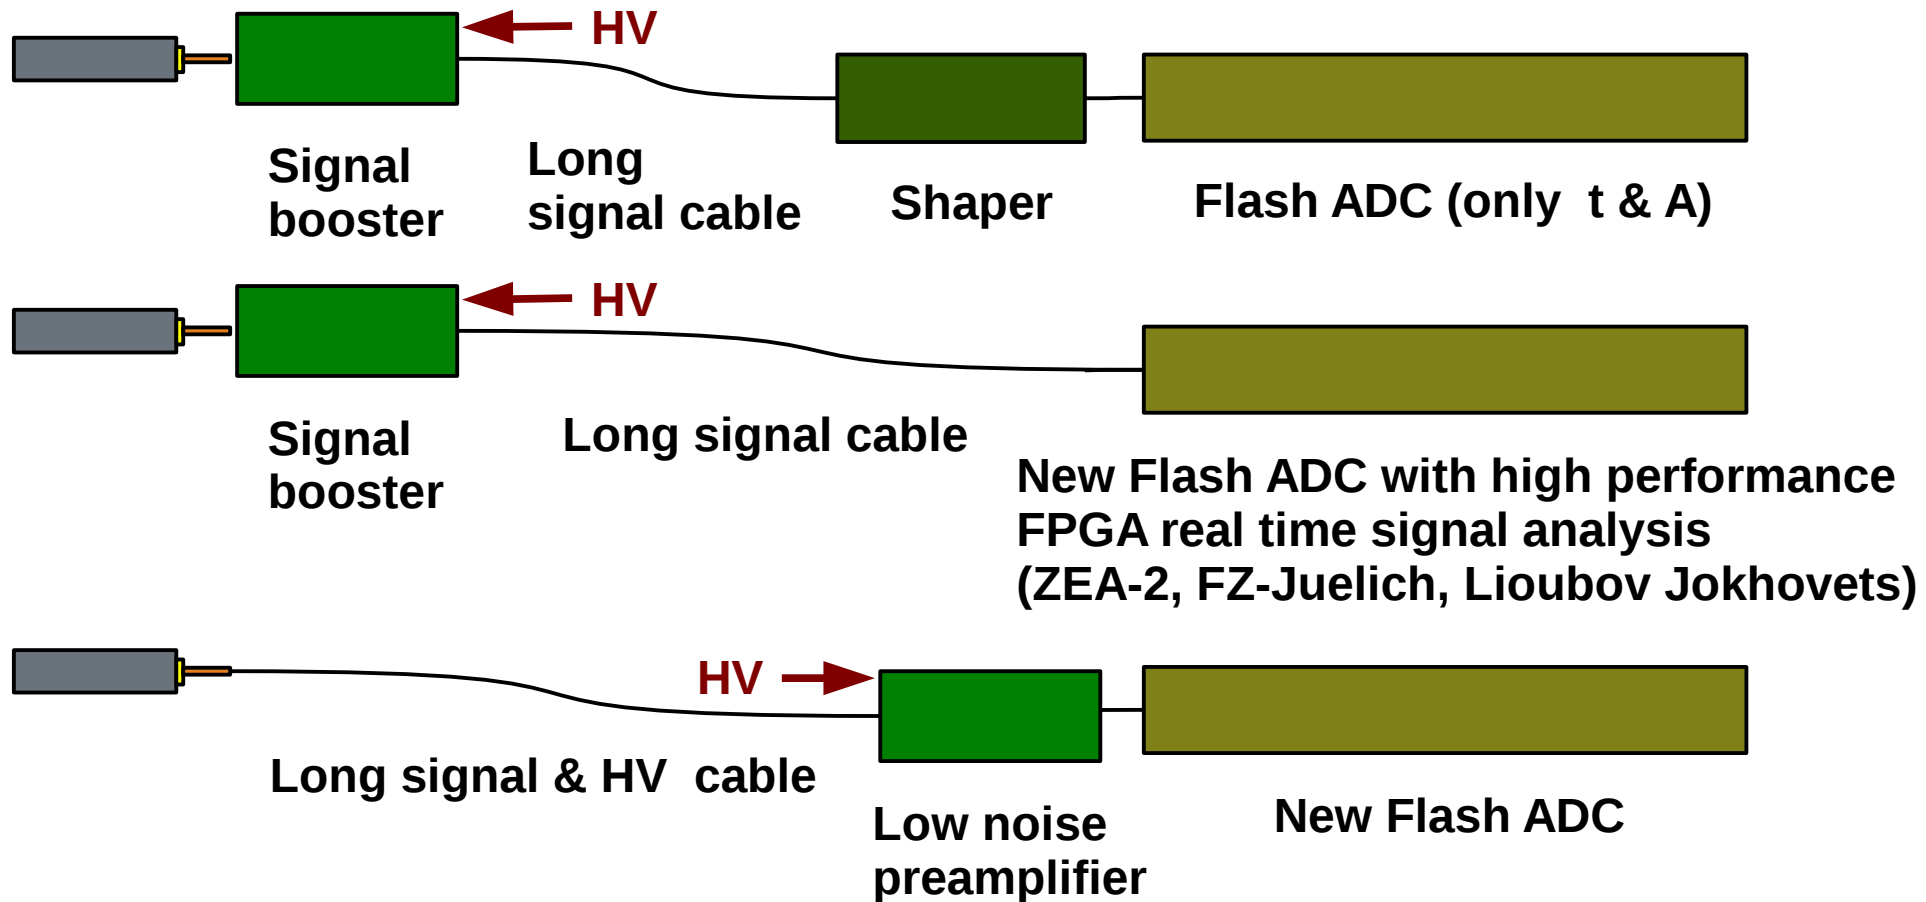 HV
Signal
booster
Long
signal cable
Shaper
Flash ADC (only t & A)
HV
Signal
booster
Long signal cable
New Flash ADC with high performance
FPGA real time signal analysis
(ZEA-2, FZ-Juelich, Lioubov Jokhovets)
HV
Long signal & HV cable
Low noise
preamplifier
New Flash ADC